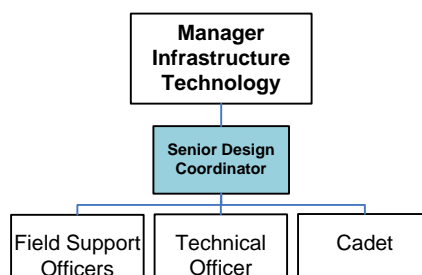 Manager
Infrastructure
Technology
Senior Design
Coordinator
Field Support
Officers
Technical
Officer
Cadet